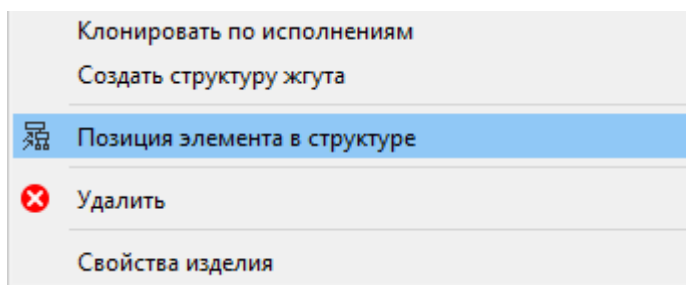 Клонировать по исполнениям
Создать структуру жгута
Позиция элемента в структуре
Удалить
Свойства изделия